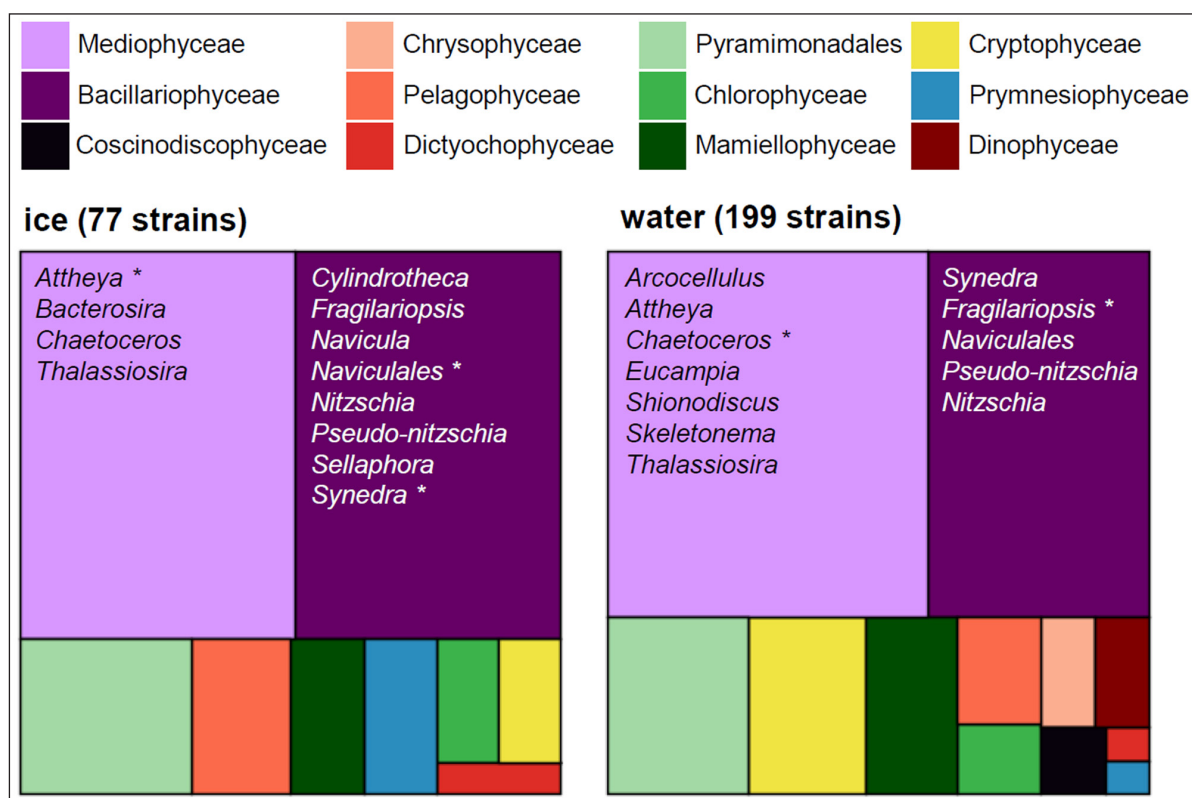 Mediophyceae
Chrysophyceae
Pyramimonadales
Cryptophyceae
Bacillariophyceae
Pelagophyceae
Chlorophyceae
Prymnesiophyceae
Coscinodiscophyceae
Dictyochophyceae
Mamiellophyceae
Dinophyceae
ice (77 strains)
Attheya *
Bacterosira
Chaetoceros
Thalassiosira
Cylindrotheca
Fragilariopsis
Navicula
Naviculales *
Nitzschia
Pseudo-nitzschia
Sellaphora
Synedra *
water (199 strains)
Arcocellulus
Attheya
Chaetoceros *
Eucampia
Shionodiscus
Skeletonema
Thalassiosira
Synedra
Fragilariopsis *
Naviculales
Pseudo-nitzschia
Nitzschia